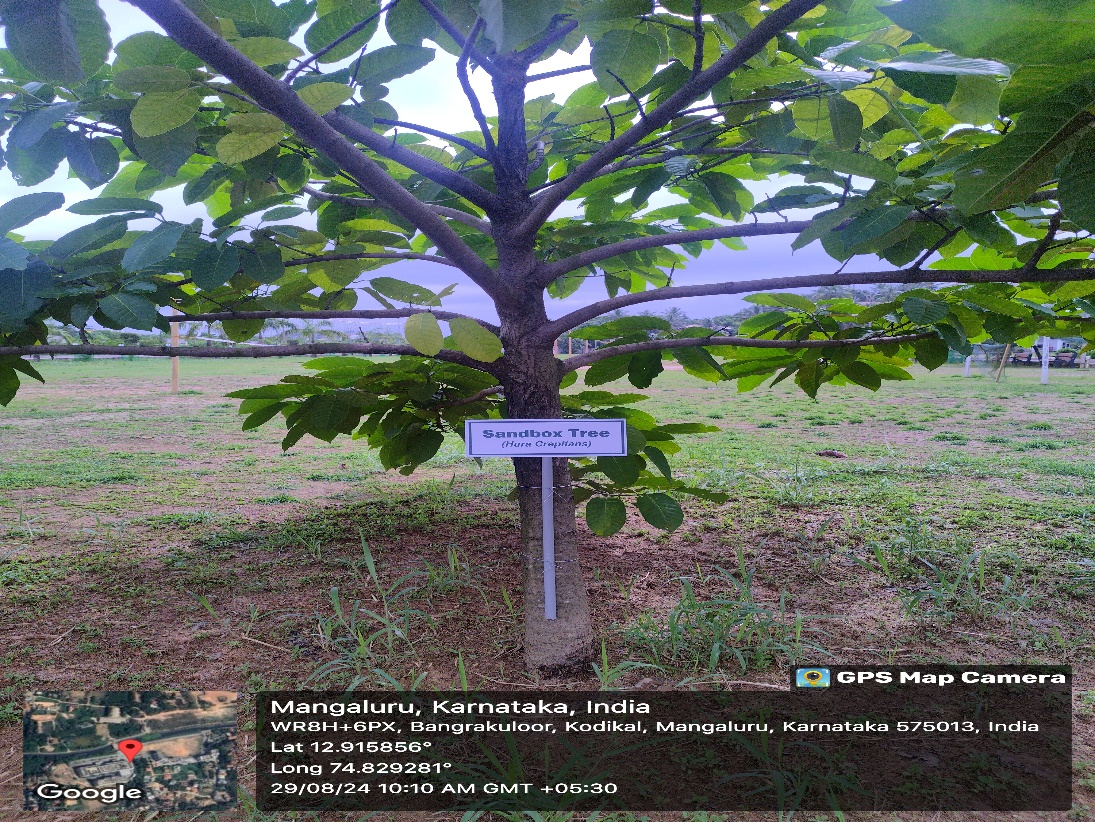 Sandbox Tree
(Hura Crepitans)
GPS Map Camera
Mangaluru, Karnataka, India
WR8H+6PX, Bangrakuloor, Kodikal, Mangaluru, Karnataka 575013, India
Lat 12.915856°
Long 74.829281°
29/08/24 10:10 AM GMT +05:30
Google